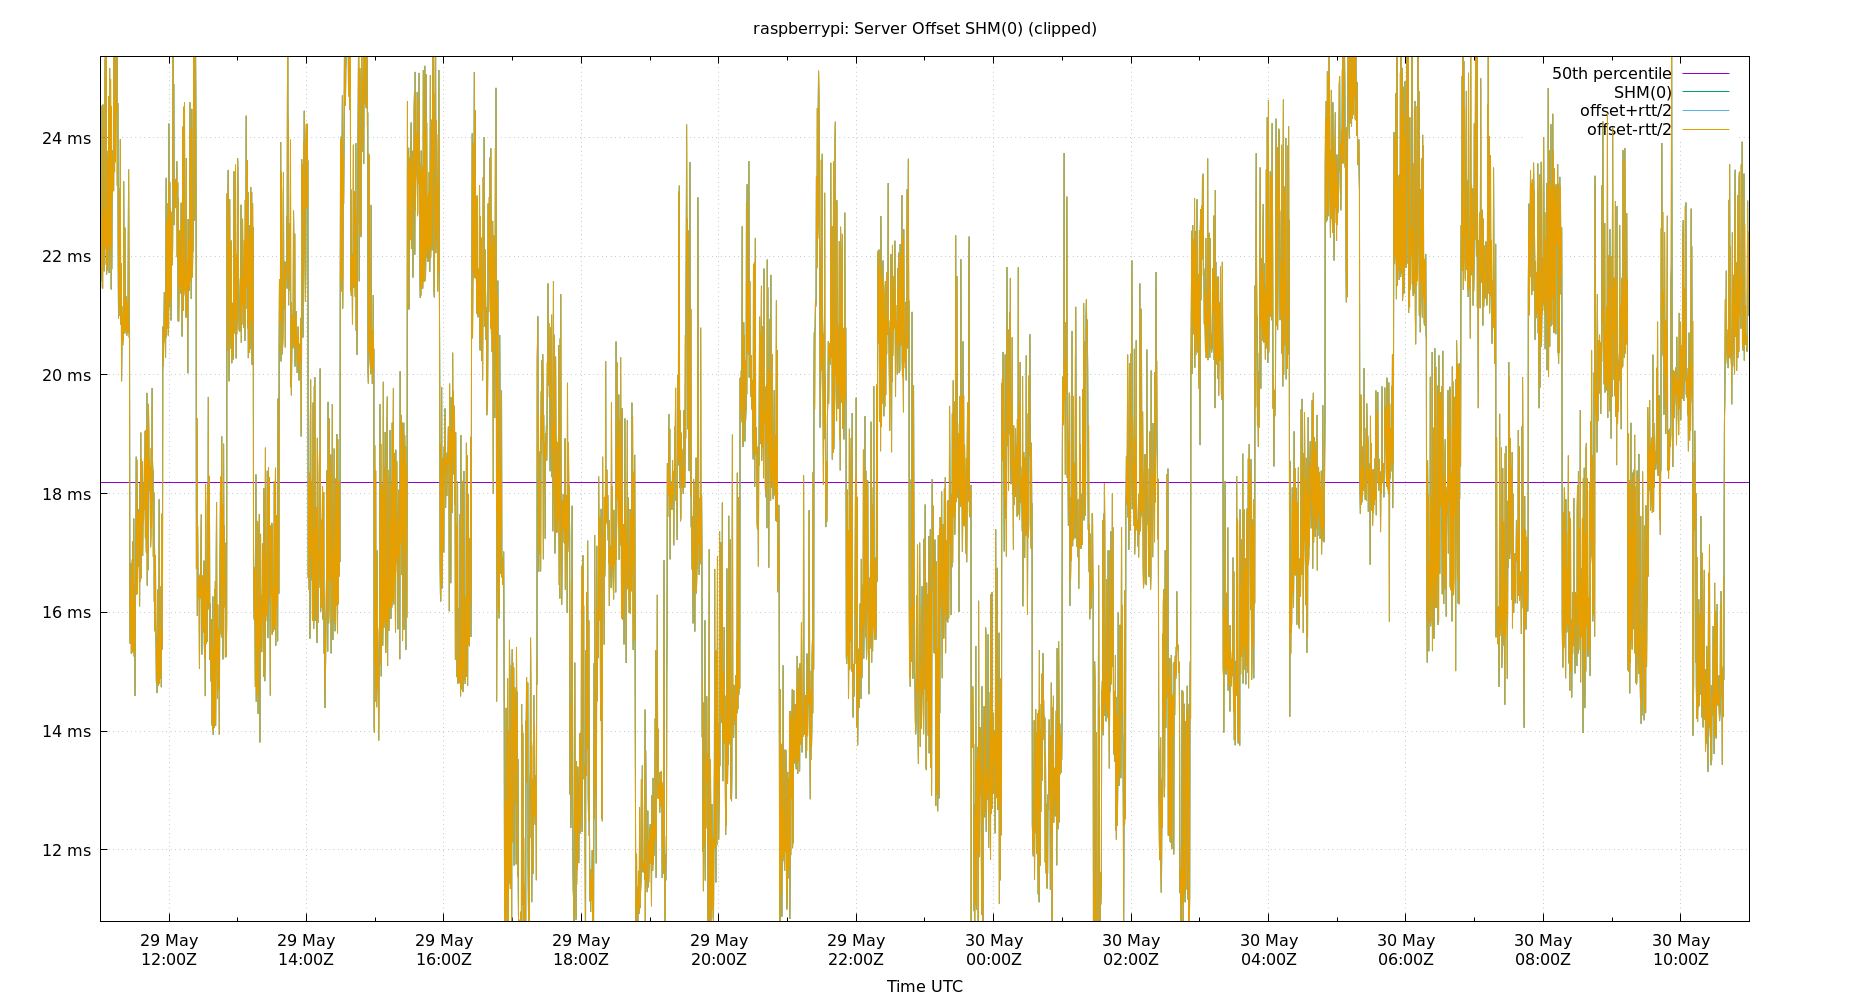 raspberrypi: Server Offset SHM(0) (clipped)
50th percentile
SHM(0)
offset+rtt/2
offset-rtt/2
24 ms
22 ms
20 ms
18 ms
16 ms
14 ms
12 ms
29 May 29 May 29 May 29 May 29 May 29 May 30 May 30 May 30 May 30 May 30 May 30 May
12:00Z 14:00Z 16:00Z 18:00Z 20:00Z 22:00Z 00:00Z 02:00Z 04:00Z 06:00Z 08:00Z 10:00Z
Time UTC